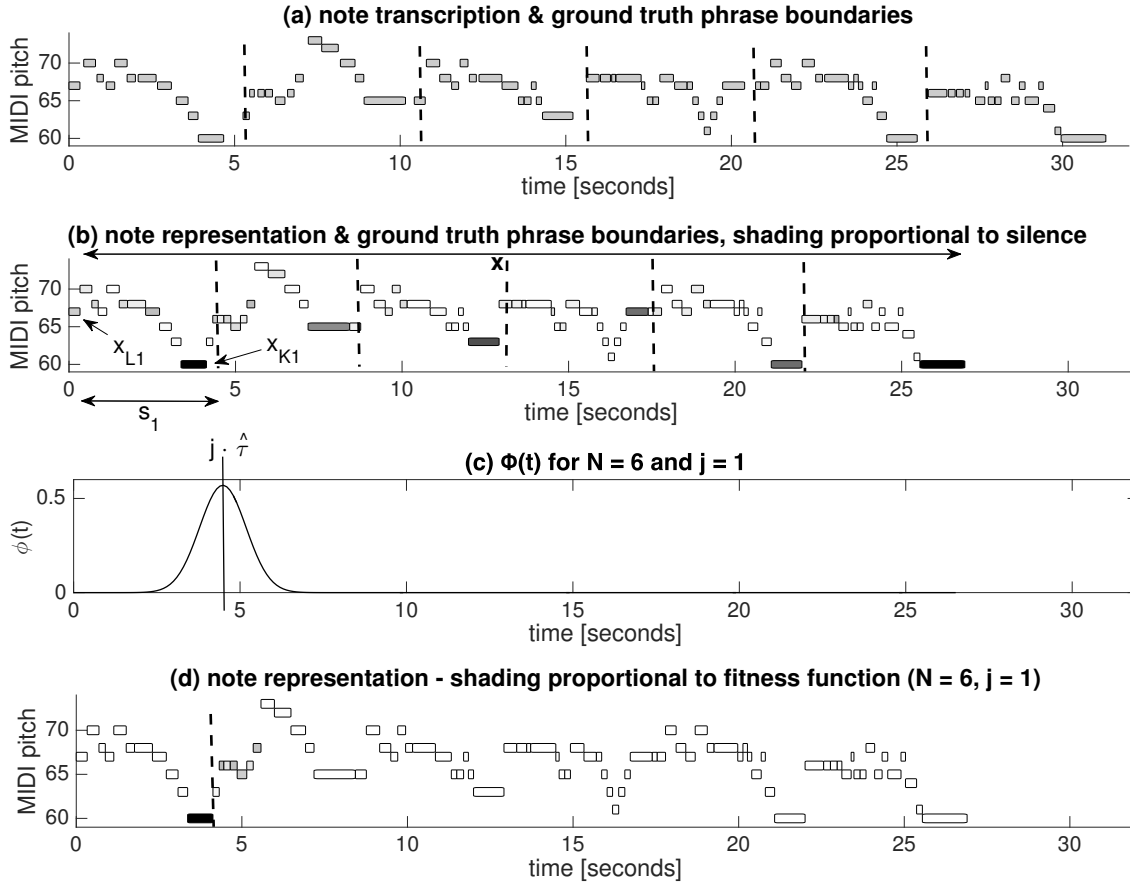 (a) note transcription & ground truth phrase boundaries
MIDI pitch
70
65
60
0 5 10 15 20 25 30
time [seconds]
(b) note representation & ground truth phrase boundaries, shading proportional to silence
x
MIDI pitch
70
65
60
x_L1
x_K1
0 5 10 15 20 25 30
time [seconds]
s_1
j · τ̂
(c) Φ(t) for N = 6 and j = 1
ϕ(t)
0.5
0
0 5 10 15 20 25 30
time [seconds]
(d) note representation - shading proportional to fitness function (N = 6, j = 1)
MIDI pitch
70
65
60
0 5 10 15 20 25 30
time [seconds]